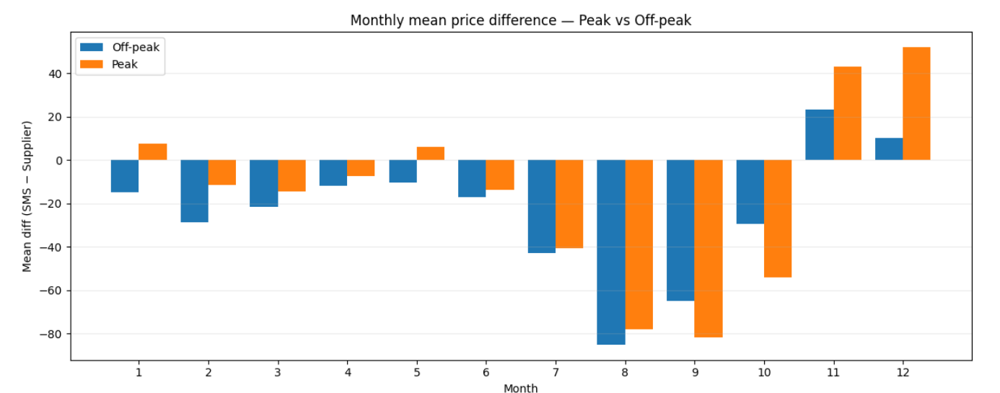 Monthly mean price difference — Peak vs Off-peak
Off-peak
Peak
Mean diff (SMS − Supplier)
40
20
0
−20
−40
−60
−80
1 2 3 4 5 6 7 8 9 10 11 12
Month